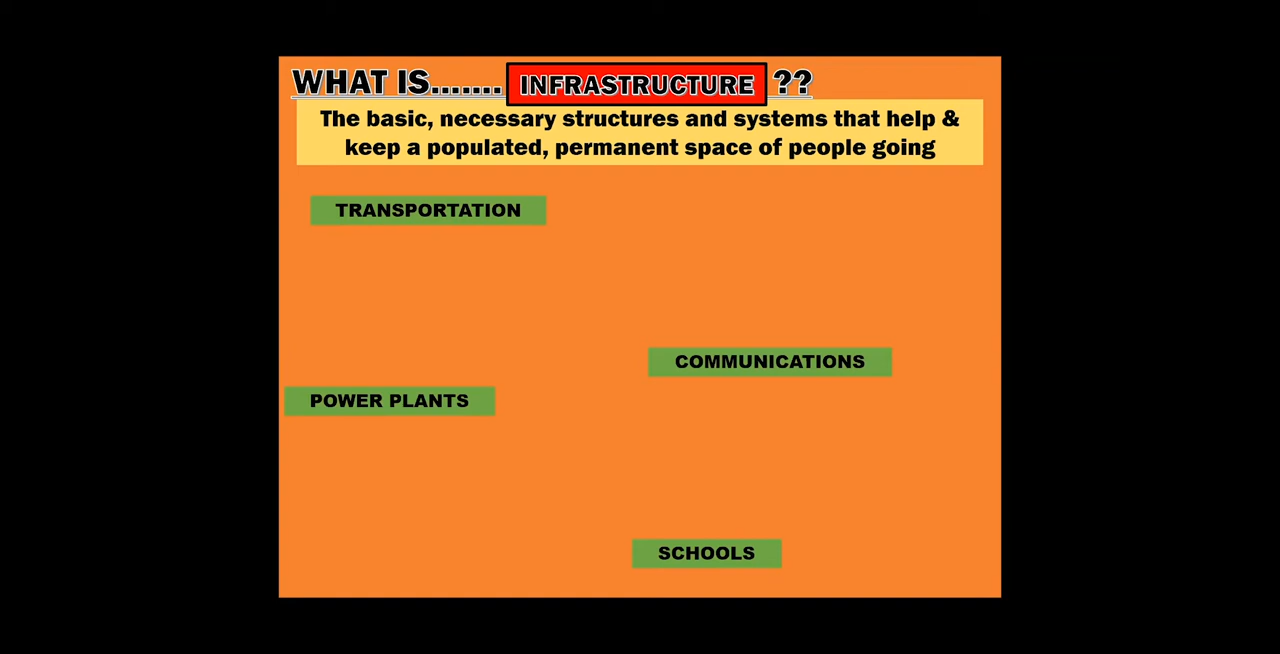 WHAT IS....... INFRASTRUCTURE ??
The basic, necessary structures and systems that help &
keep a populated, permanent space of people going
TRANSPORTATION
COMMUNICATIONS
POWER PLANTS
SCHOOLS